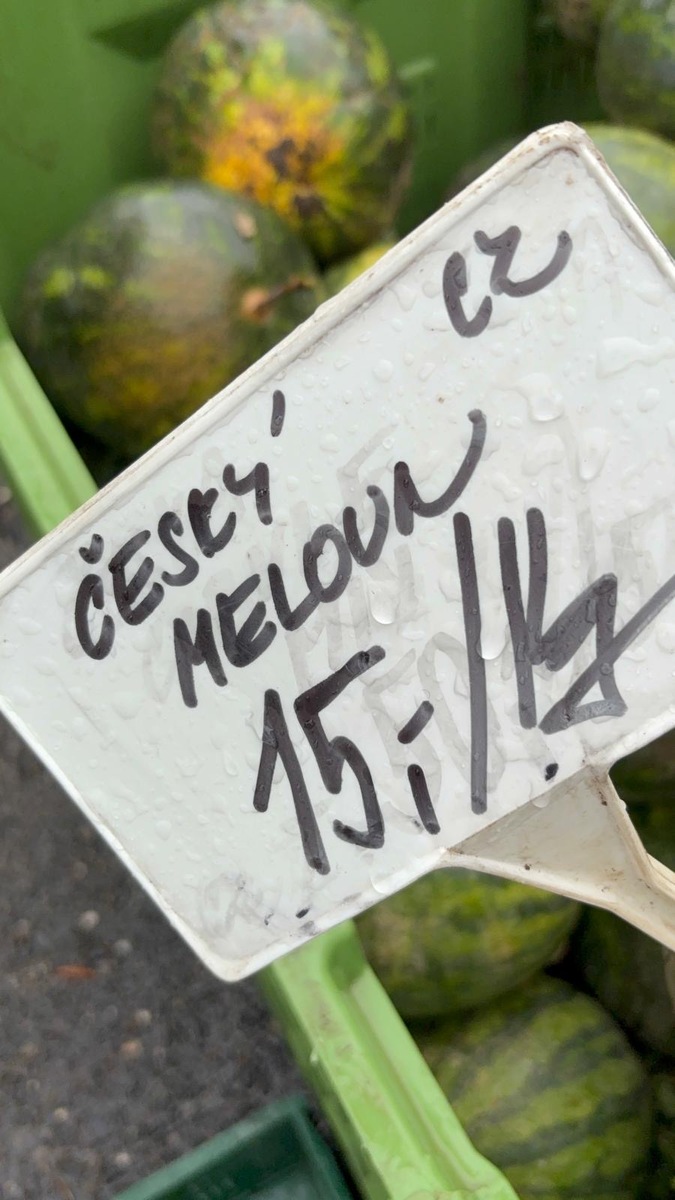 cz
ČESKÝ
MELOUN
15,-/kg